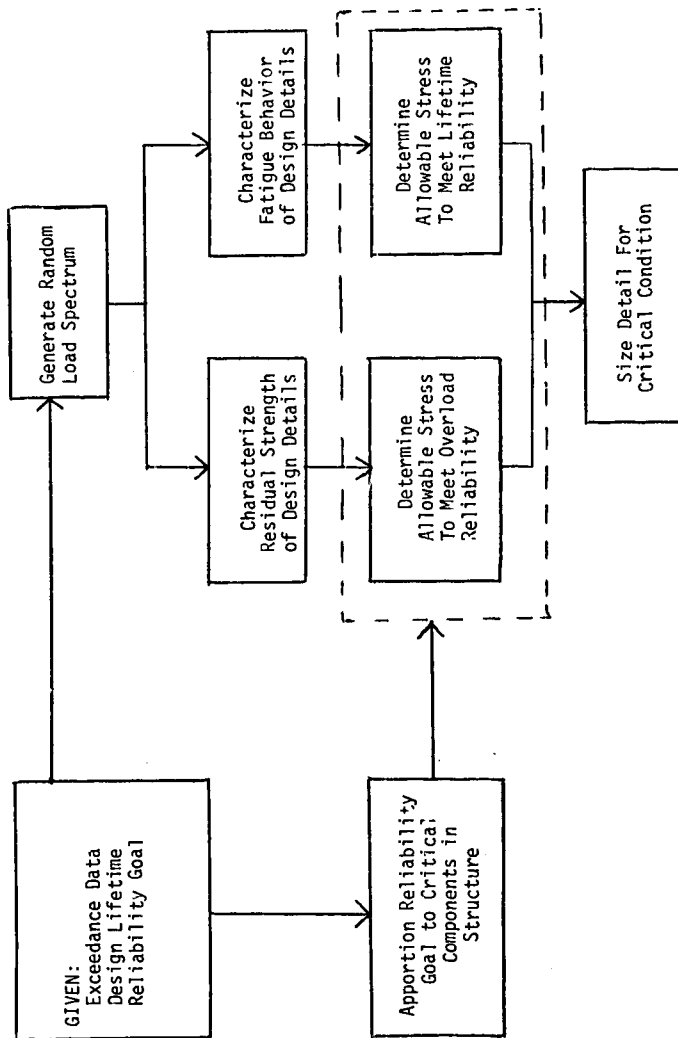 GIVEN:
Exceedance Data
Design Lifetime
Reliability Goal
Generate Random
Load Spectrum
Characterize
Residual Strength
of Design Details
Characterize
Fatigue Behavior
of Design Details
Apportion Reliability
Goal to Critical
Components in
Structure
Determine
Allowable Stress
To Meet Overload
Reliability
Determine
Allowable Stress
To Meet Lifetime
Reliability
Size Detail For
Critical Condition